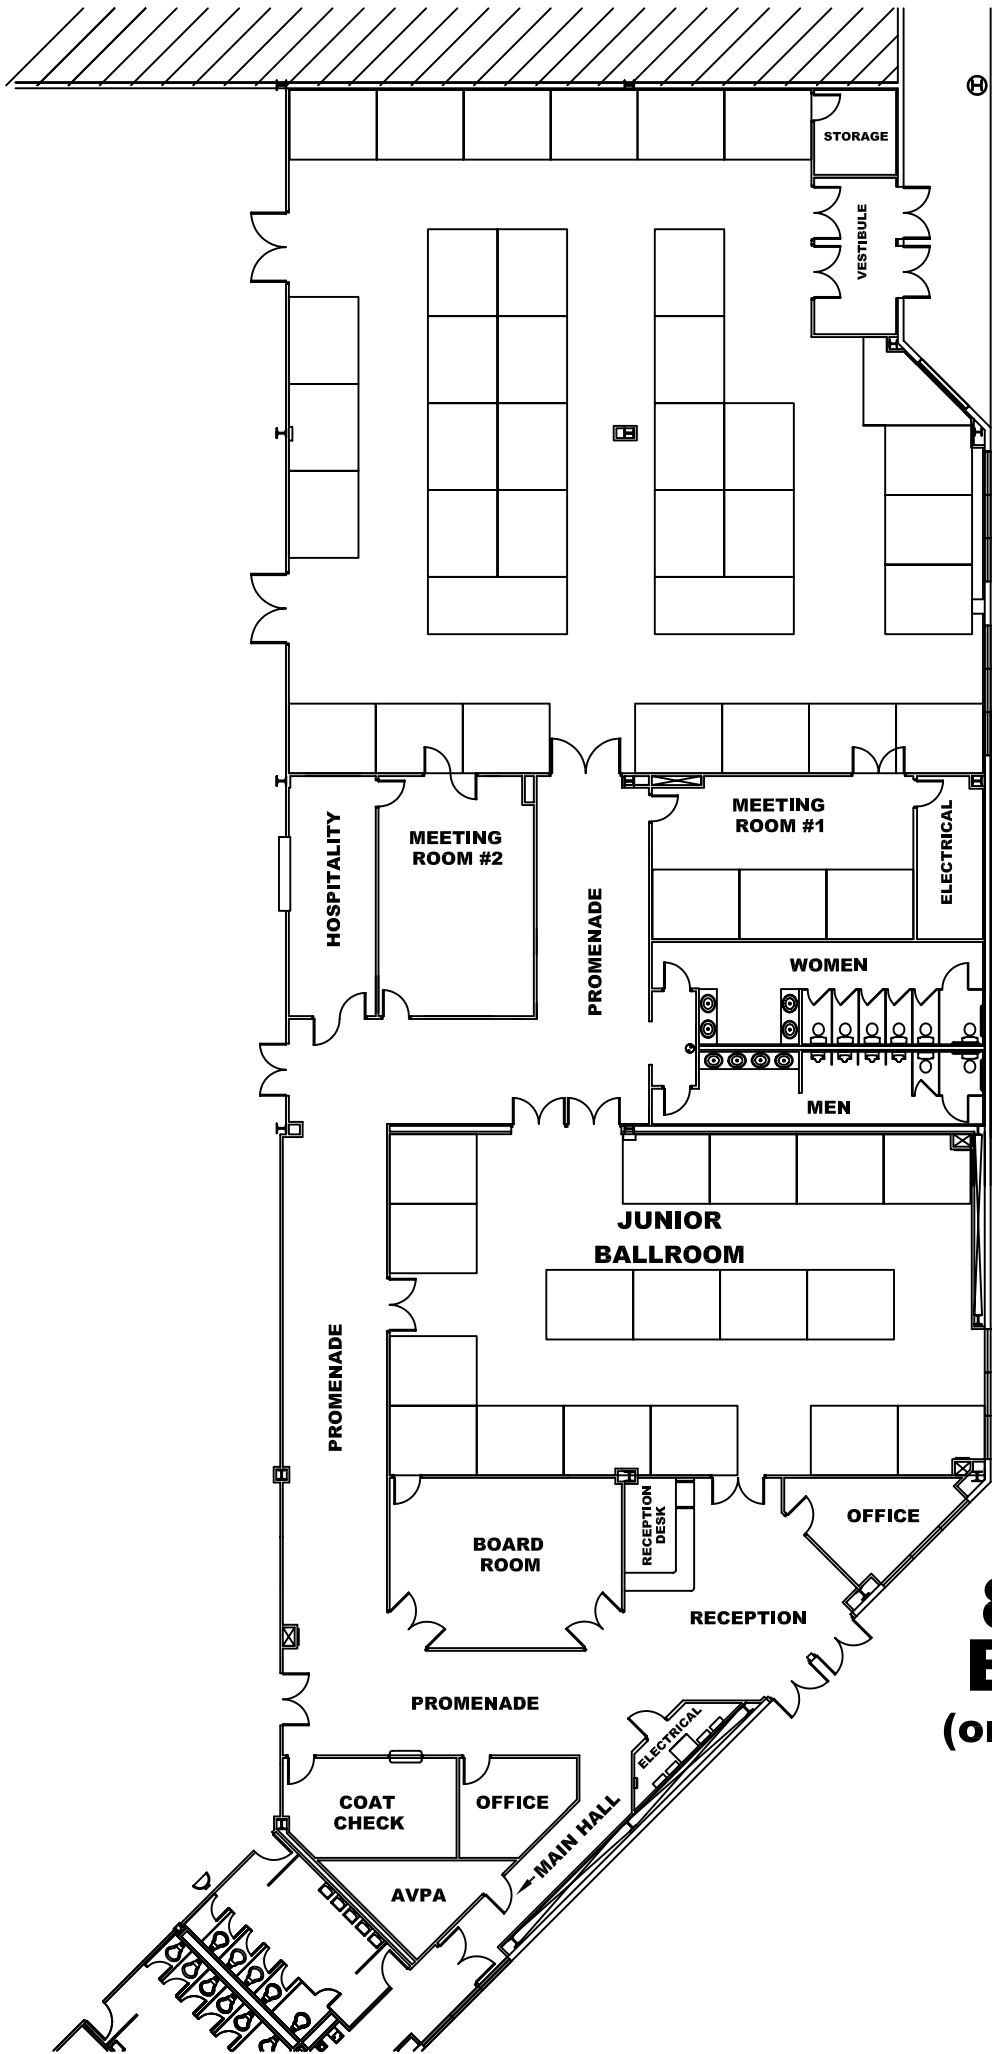 STORAGE
VESTIBULE
MEETING
ROOM #1
MEETING
ROOM #2
HOSPITALITY
ELECTRICAL
PROMENADE
WOMEN
MEN
JUNIOR
BALLROOM
PROMENADE
BOARD
ROOM
RECEPTION
DESK
OFFICE
RECEPTION
PROMENADE
ELECTRICAL
COAT
CHECK
OFFICE
MAIN HALL
AVPA